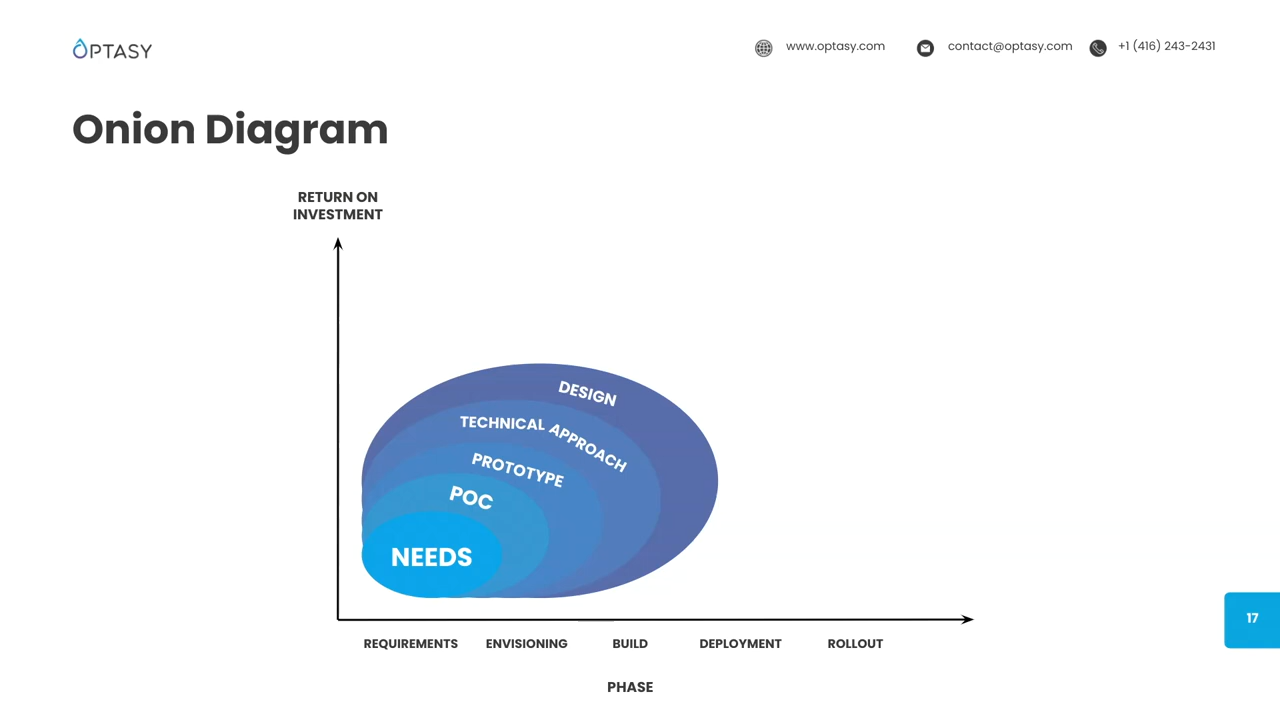 ÔPTASY
www.optasy.com contact@optasy.com +1 (416) 243-2431
Onion Diagram
RETURN ON
INVESTMENT
DESIGN
TECHNICAL APPROACH
PROTOTYPE
POC
NEEDS
17
REQUIREMENTS ENVISIONING BUILD DEPLOYMENT ROLLOUT
PHASE